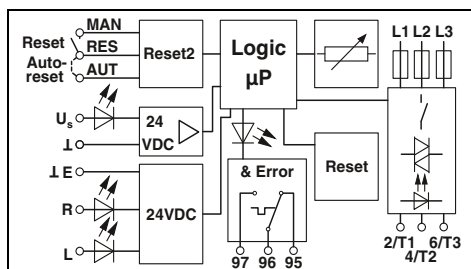 MAN
Reset
RES
Auto-
reset
AUT
Reset2
Logic
µP
L1 L2 L3
Us
24
VDC
⊥
⊥ E
R
L
24VDC
& Error
97 96 95
Reset
2/T1 6/T3
4/T2